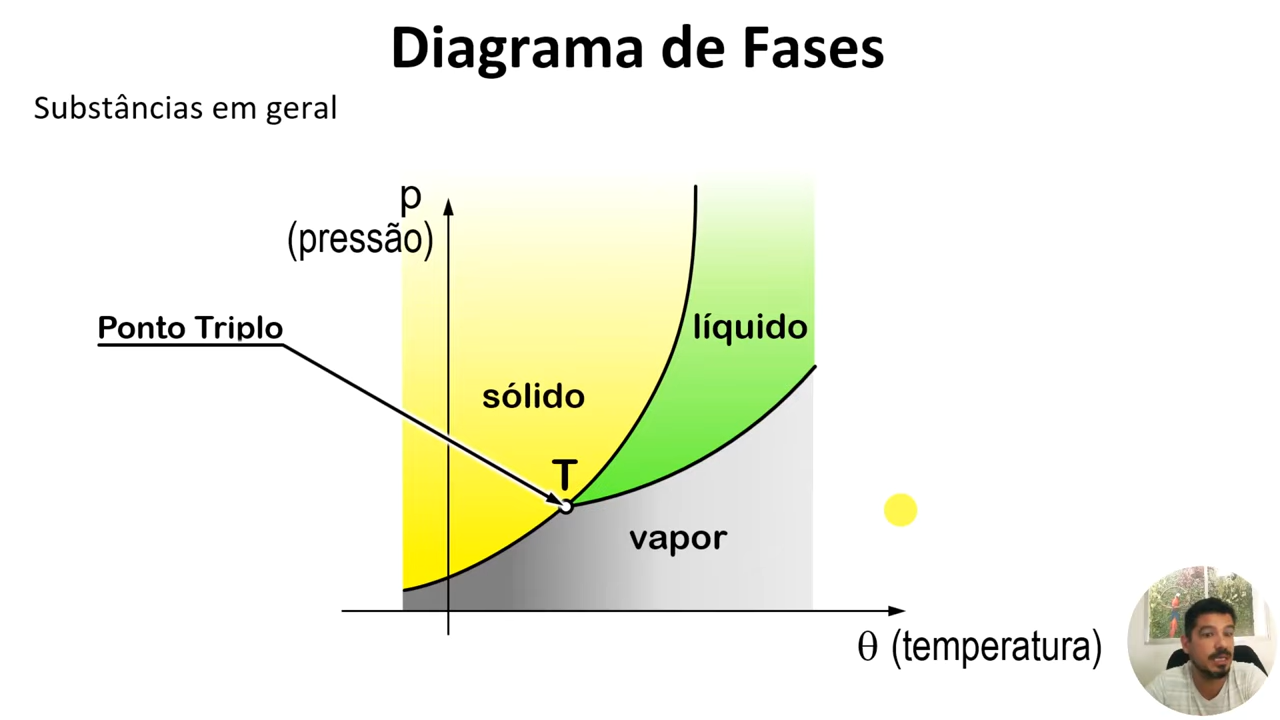 Diagrama de Fases
Substâncias em geral
p
(pressão)
Ponto Triplo
líquido
sólido
T
vapor
θ (temperatura)